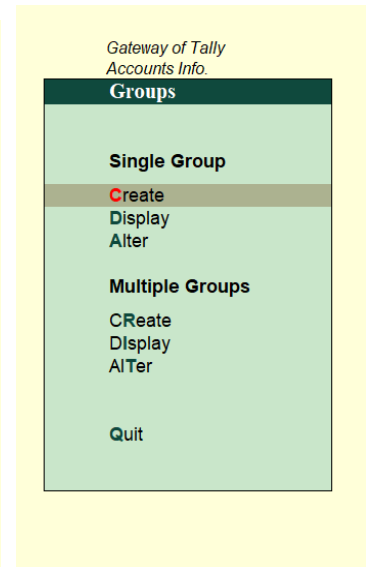 Gateway of Tally
Accounts Info.
Groups
Single Group
Create
Display
Alter
Multiple Groups
CReate
DIsplay
AlTer
Quit